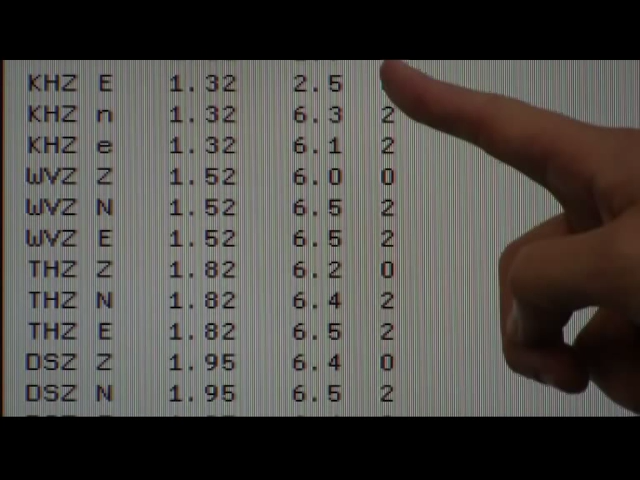 KHZ E 1.32 2.5
KHZ n 1.32 6.3 2
KHZ e 1.32 6.1 2
WVZ Z 1.52 6.0 0
WVZ N 1.52 6.5 2
WVZ E 1.52 6.5 2
THZ Z 1.82 6.2 0
THZ N 1.82 6.4 2
THZ E 1.82 6.5 2
DSZ Z 1.95 6.4 0
DSZ N 1.95 6.5 2